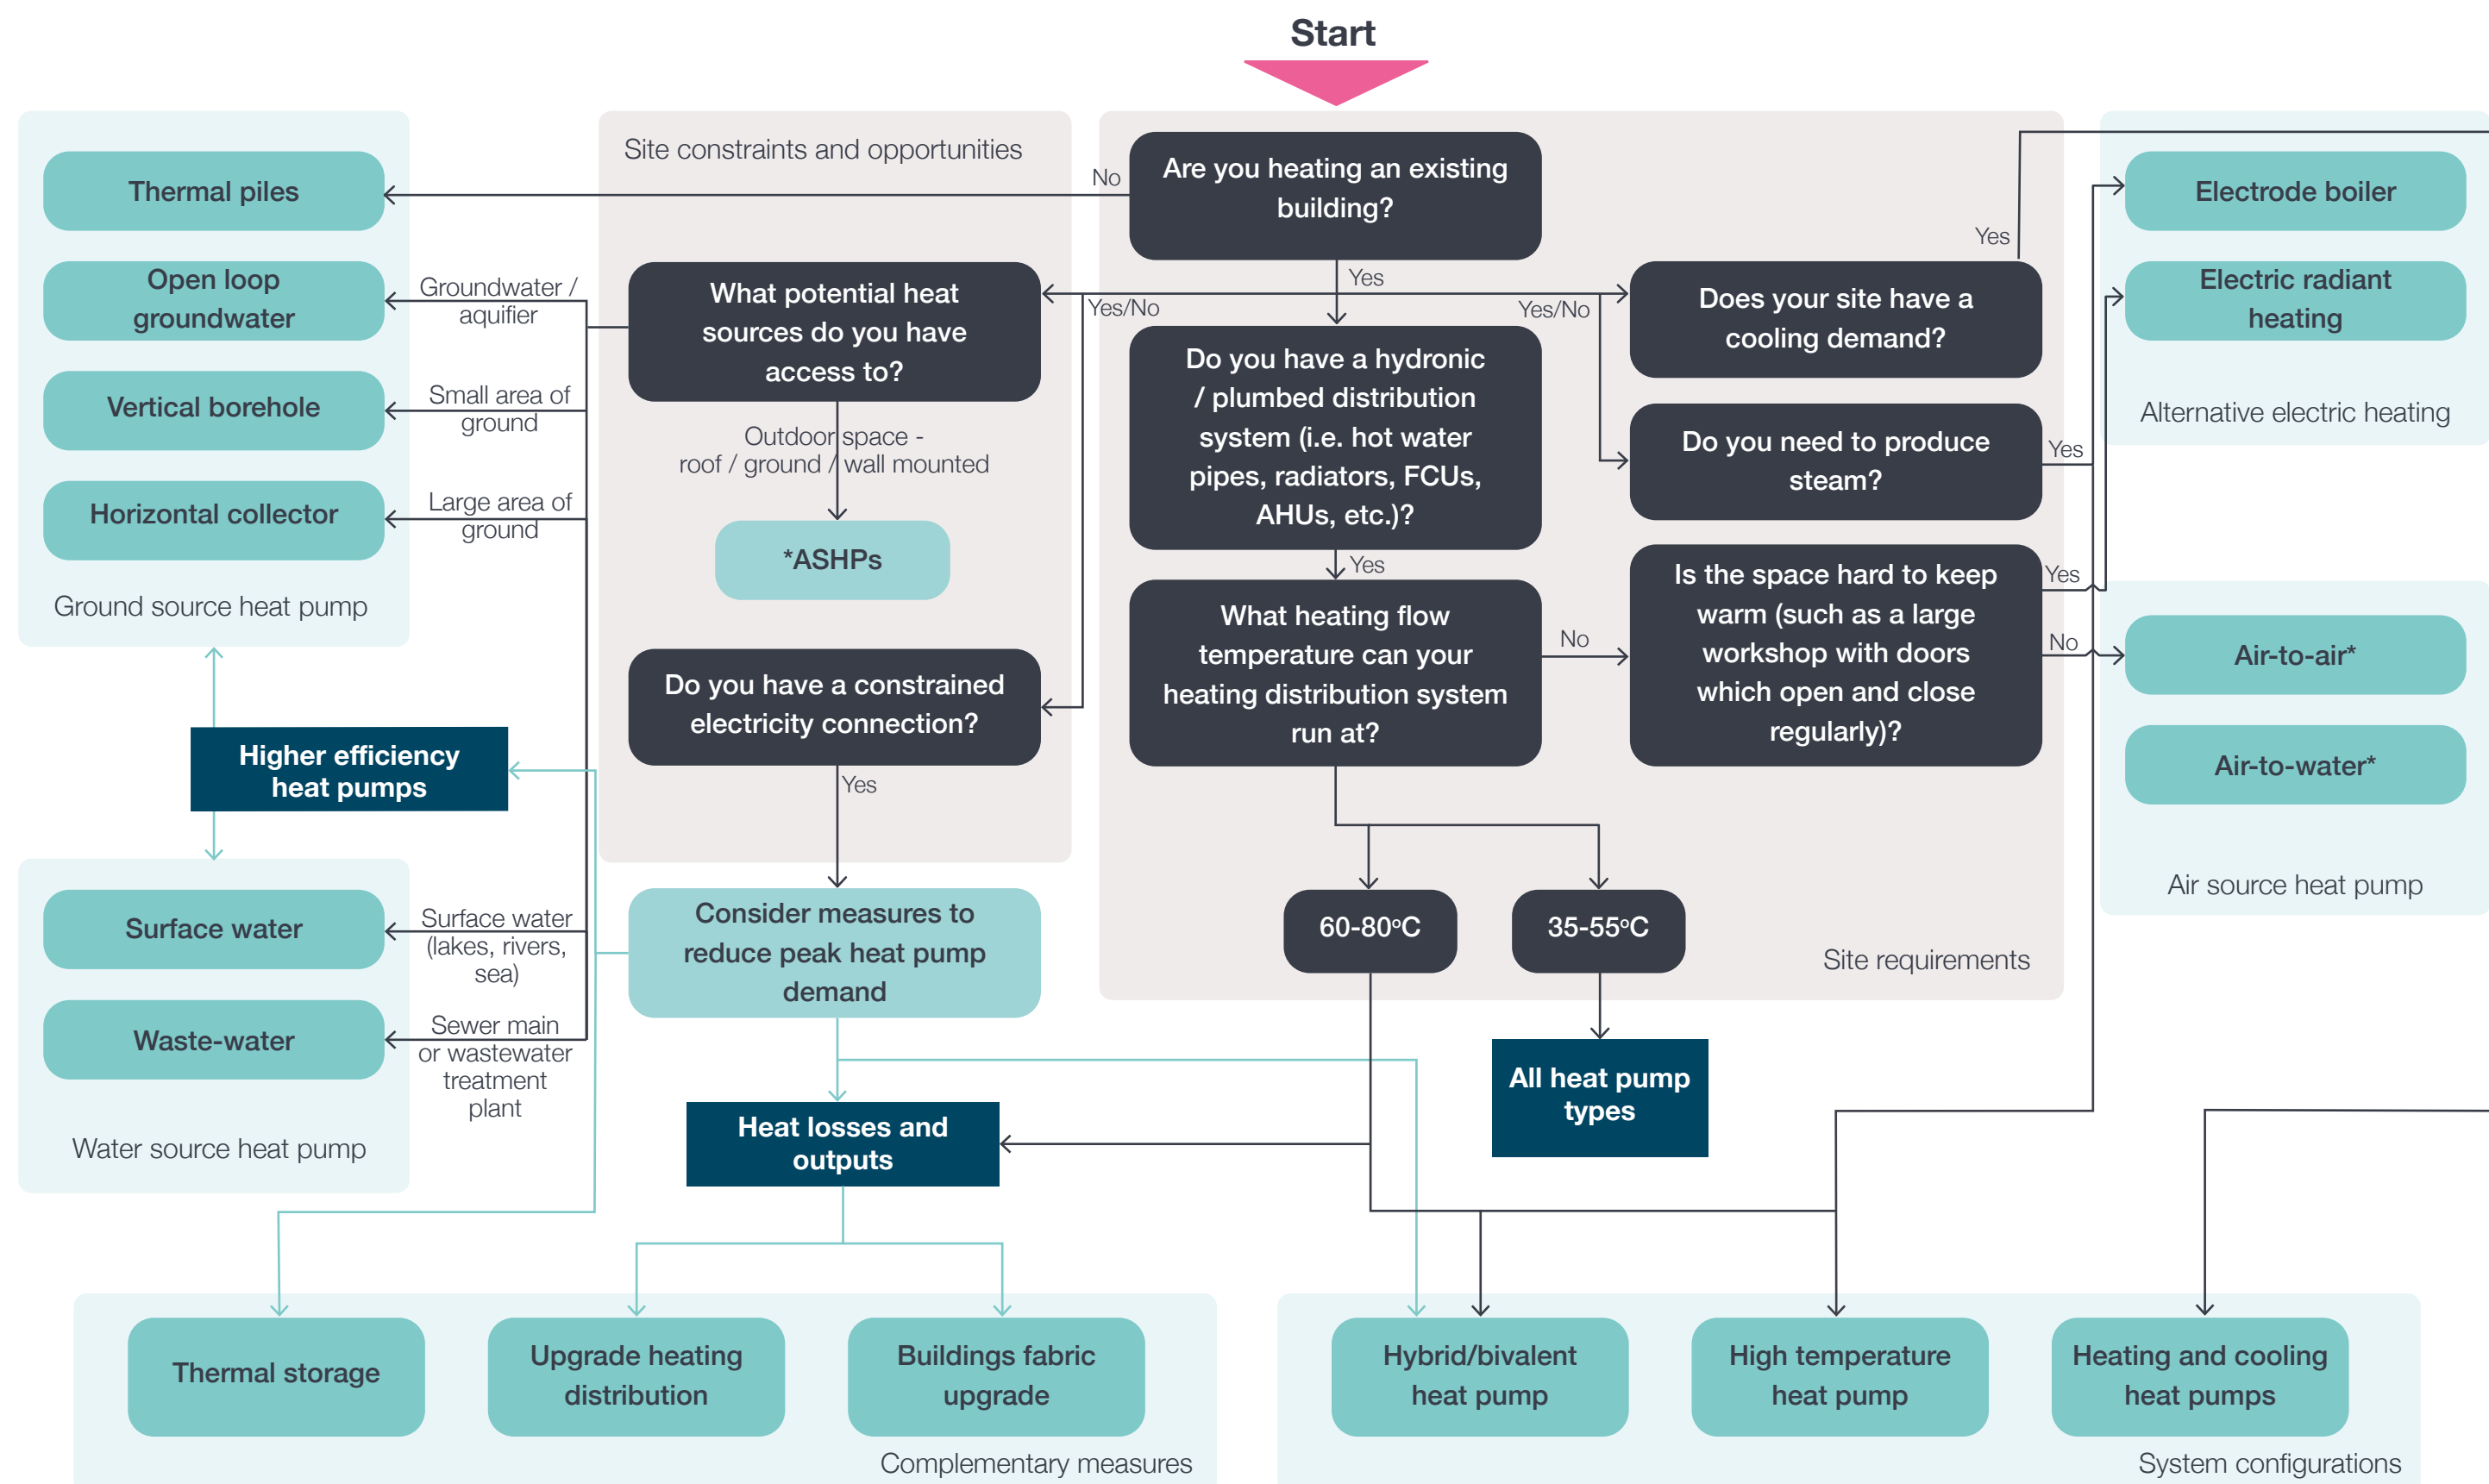 Start
Site constraints and opportunities
Are you heating an existing
building?
No
Yes
Yes/No
Yes/No
Thermal piles
Open loop
groundwater
Vertical borehole
Horizontal collector
Ground source heat pump
Groundwater /
aquifier
Small area of
ground
Large area of
ground
What potential heat
sources do you have
access to?
Outdoor space -
roof / ground / wall mounted
*ASHPs
Do you have a constrained
electricity connection?
Yes
Do you have a hydronic
/ plumbed distribution
system (i.e. hot water
pipes, radiators, FCUs,
AHUs, etc.)?
Yes
What heating flow
temperature can your
heating distribution system
run at?
No
Does your site have a
cooling demand?
Yes
Do you need to produce
steam?
Yes
Is the space hard to keep
warm (such as a large
workshop with doors
which open and close
regularly)?
Yes
No
Electrode boiler
Electric radiant
heating
Alternative electric heating
Air-to-air*
Air-to-water*
Air source heat pump
60-80ºC
35-55ºC
Site requirements
Higher efficiency
heat pumps
Surface water
Waste-water
Water source heat pump
Surface water
(lakes, rivers,
sea)
Sewer main
or wastewater
treatment
plant
Consider measures to
reduce peak heat pump
demand
Heat losses and
outputs
All heat pump
types
Thermal storage
Upgrade heating
distribution
Buildings fabric
upgrade
Complementary measures
Hybrid/bivalent
heat pump
High temperature
heat pump
Heating and cooling
heat pumps
System configurations